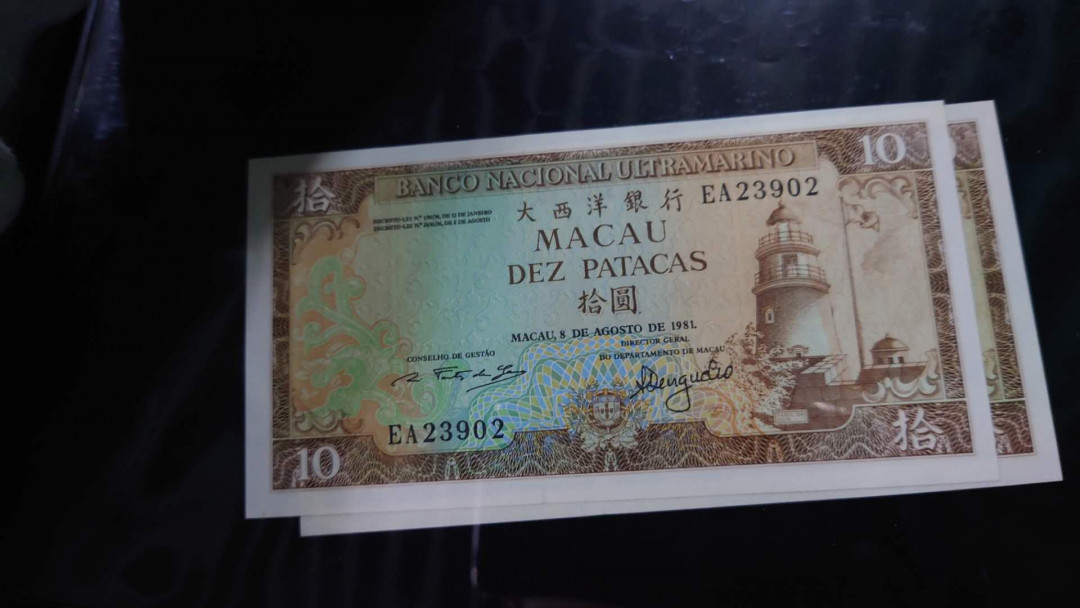 10
拾
BANCO NACIONAL ULTRAMARINO
EA23902
大西洋銀行
MACAU
DEZ PATACAS
拾圓
MACAU, 8 DE AGOSTO DE 1981.
CONSELHO DE GESTÃO
DIRECTOR GERAL
DO DEPARTAMENTO DE MACAU
EA23902
10
拾